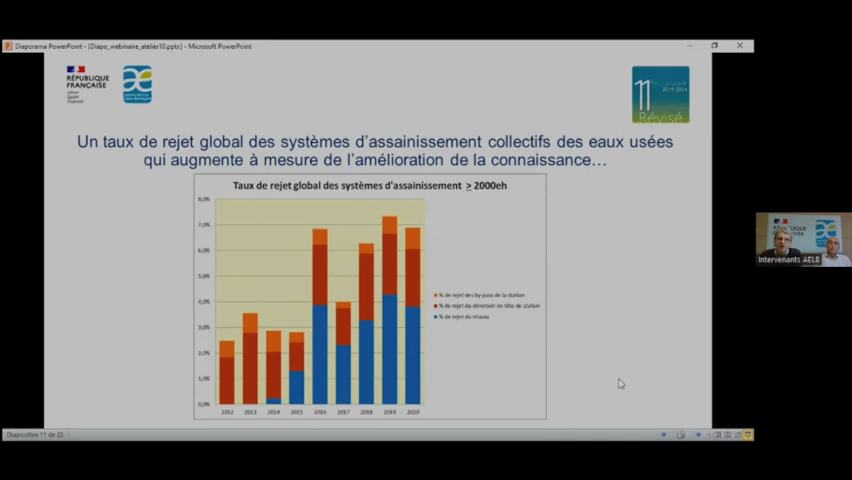 Diaporama PowerPoint - [Diapo_webinaire_atelier10.pptx] - Microsoft PowerPoint
RÉPUBLIQUE
FRANÇAISE
Liberté
Égalité
Fraternité
11
PROGRAMME
2019-2024
Révisé
Un taux de rejet global des systèmes d'assainissement collectifs des eaux usées
qui augmente à mesure de l'amélioration de la connaissance…
Taux de rejet global des systèmes d'assainissement ≥ 2000eh
8,0%
7,0%
6,0%
5,0%
4,0%
3,0%
2,0%
1,0%
0,0%
2012 2013 2014 2015 2016 2017 2018 2019 2020
% de rejet des by-pass de la station
% de rejet du déversoir en tête de station
% de rejet du réseau
Intervenants AELB
Diapositive 11 de 22